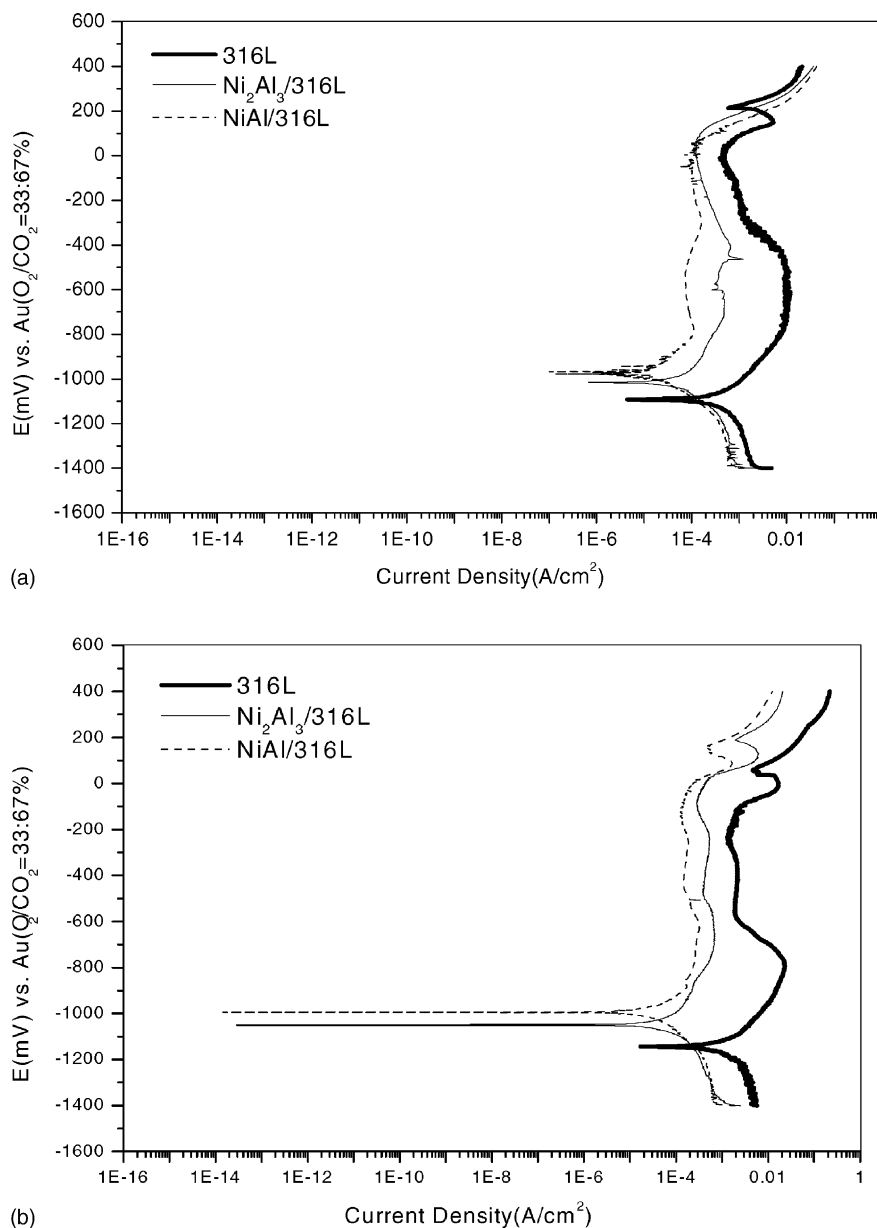 600
400
200
0
-200
-400
-600
-800
-1000
-1200
-1400
-1600
E(mV) vs. Au(O₂/CO₂=33:67%)
316L
Ni₂Al₃/316L
NiAl/316L
1E-16 1E-14 1E-12 1E-10 1E-8 1E-6 1E-4 0.01
Current Density(A/cm²)
(a)
600
400
200
0
-200
-400
-600
-800
-1000
-1200
-1400
-1600
E(mV) vs. Au(O₂/CO₂=33:67%)
316L
Ni₂Al₃/316L
NiAl/316L
1E-16 1E-14 1E-12 1E-10 1E-8 1E-6 1E-4 0.01 1
Current Density(A/cm²)
(b)